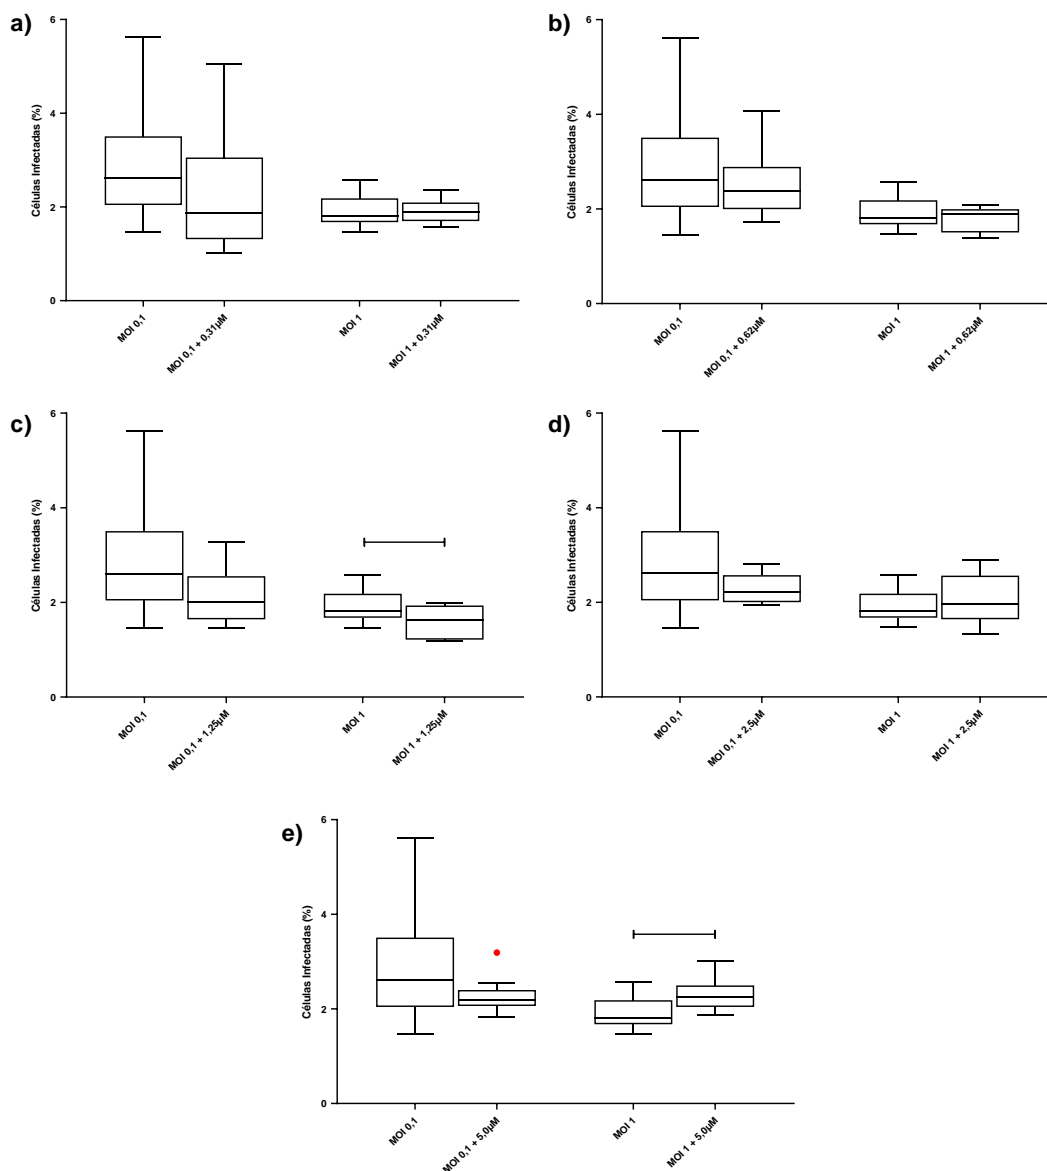 a)
Células Infectadas (%)
6
4
2
0
MOI 0,1
MOI 0,1 + 0,31µM
MOI 1
MOI 1 + 0,31µM
b)
Células Infectadas (%)
6
4
2
0
MOI 0,1
MOI 0,1 + 0,62µM
MOI 1
MOI 1 + 0,62µM
c)
Células Infectadas (%)
6
4
2
0
MOI 0,1
MOI 0,1 + 1,25µM
MOI 1
MOI 1 + 1,25µM
d)
Células Infectadas (%)
6
4
2
0
MOI 0,1
MOI 0,1 + 2,5µM
MOI 1
MOI 1 + 2,5µM
e)
Células Infectadas (%)
6
4
2
0
MOI 0,1
MOI 0,1 + 5,0µM
MOI 1
MOI 1 + 5,0µM